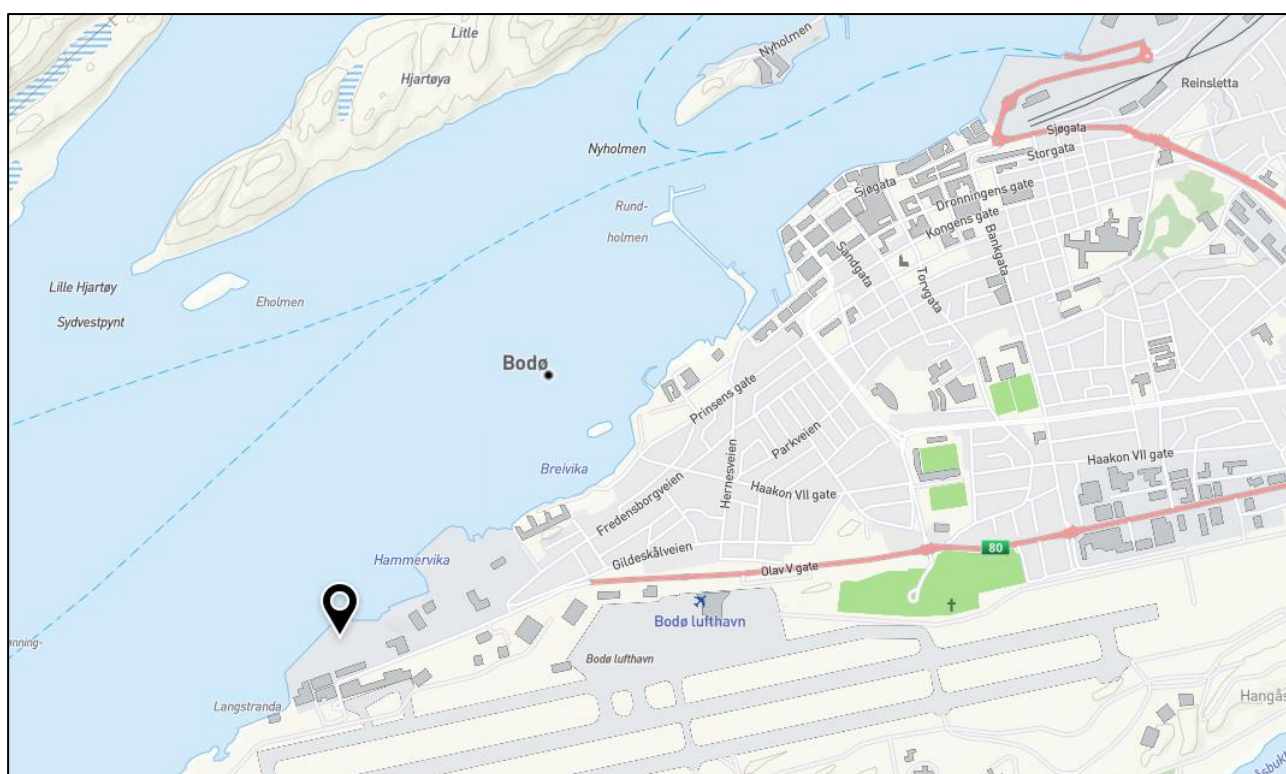 Litle
Hjartøya
Nyholmen
Reinsletta
Sjøgata
Storgata
Nyholmen
Sjøgata
Dronningens gate
Kongens gate
Rund-
holmen
Bankgata
Sandgata
Torvgata
Lille Hjartøy
Sydvestpynt
Eholmen
Bodø
Prinsens gate
Parkveien
Hernesveien
Breivika
Haakon VII gate
Haakon VII gate
Fredensborgveien
Gildeskålveien
80
Hammervika
Olav V gate
Bodø lufthavn
Bodø lufthavn
Langstranda